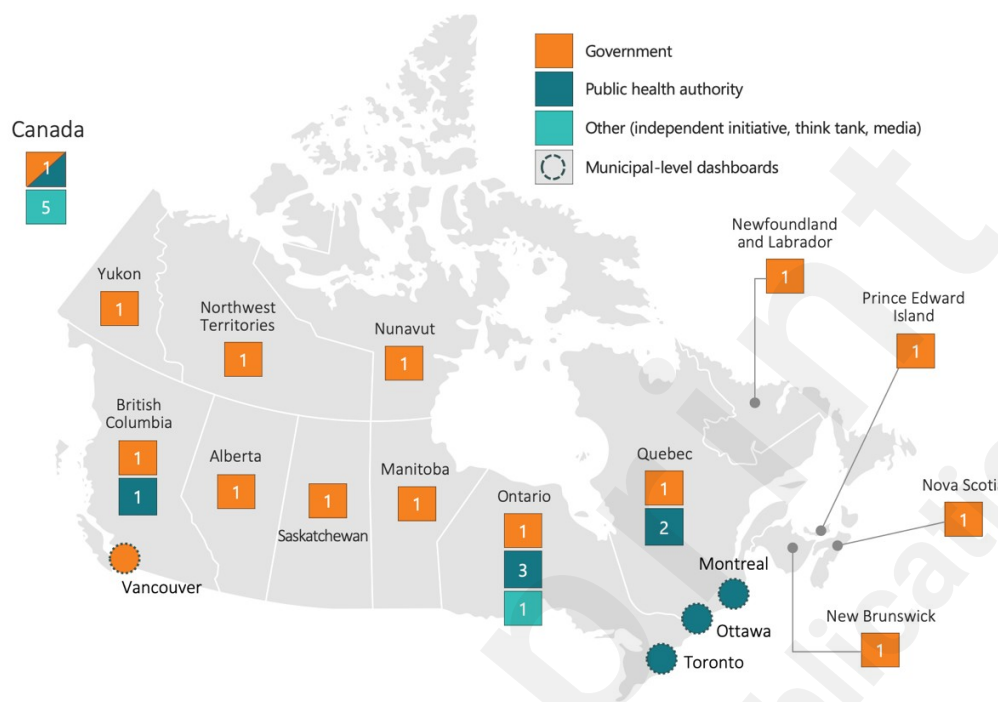 Government
Public health authority
Other (independent initiative, think tank, media)
Municipal-level dashboards
Canada
1
5
Yukon
1
Northwest
Territories
1
Nunavut
1
British
Columbia
1
1
Alberta
1
1
Saskatchewan
Manitoba
1
Ontario
1
3
1
Quebec
1
2
Newfoundland
and Labrador
1
Prince Edward
Island
1
Nova Scoti
1
New Brunswick
1
Vancouver
Montreal
Ottawa
Toronto
print